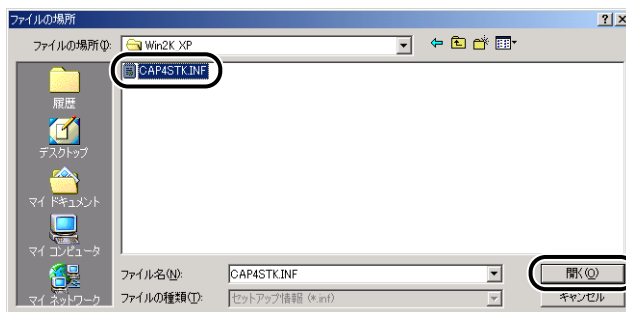 ファイルの場所
ファイルの場所(I):
Win2K_XP
CAP4STK.INF
履歴
デスクトップ
マイ ドキュメント
マイ コンピュータ
マイ ネットワーク
ファイル名(N):
CAP4STK.INF
開く(O)
ファイルの種類(T):
セットアップ情報 (*.inf)
キャンセル